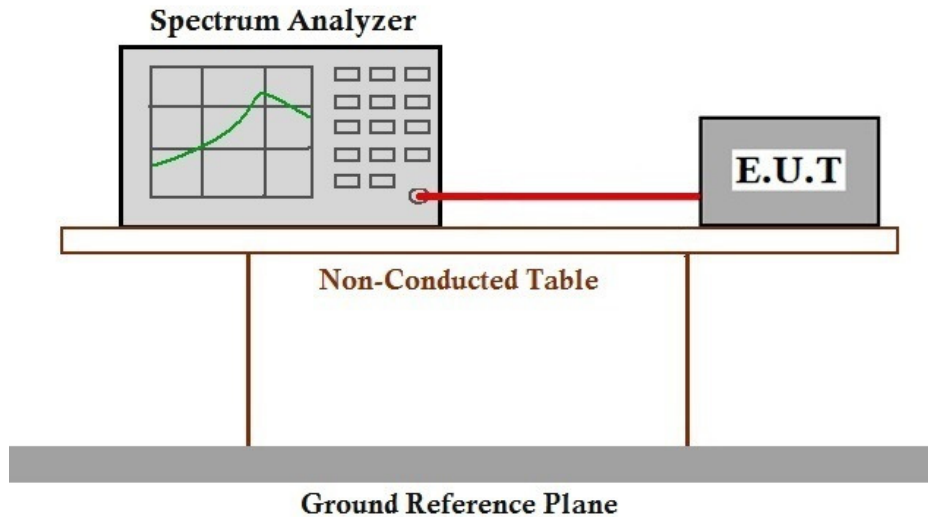 Spectrum Analyzer
E.U.T
Non-Conducted Table
Ground Reference Plane